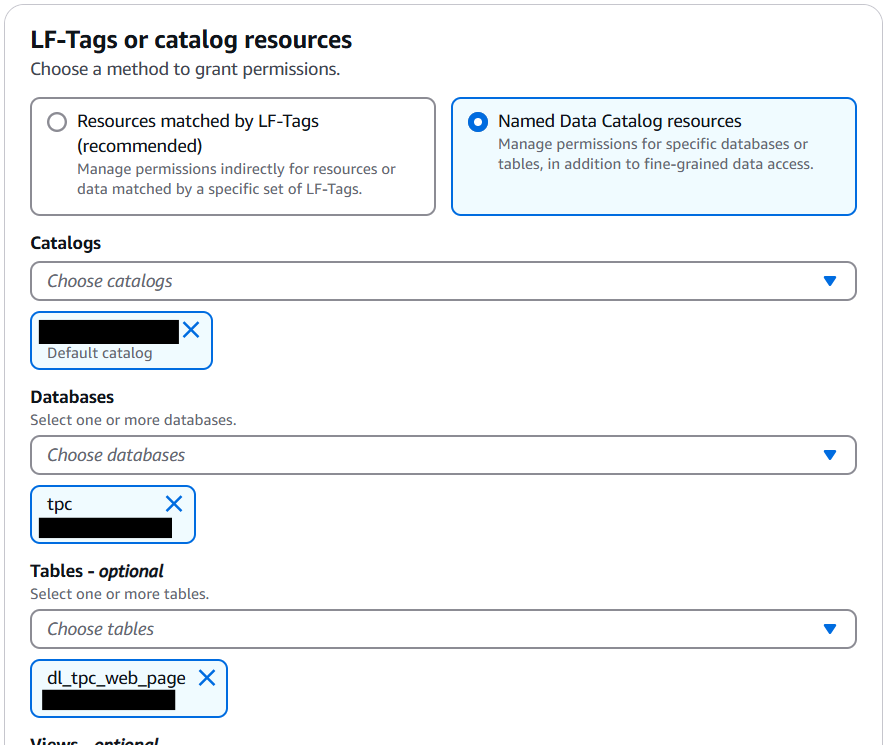 LF-Tags or catalog resources
Choose a method to grant permissions.
Resources matched by LF-Tags
(recommended)
Manage permissions indirectly for resources or
data matched by a specific set of LF-Tags.
Named Data Catalog resources
Manage permissions for specific databases or
tables, in addition to fine-grained data access.
Catalogs
Choose catalogs
Default catalog
Databases
Select one or more databases.
Choose databases
tpc
Tables - optional
Select one or more tables.
Choose tables
dl_tpc_web_page
Views - optional